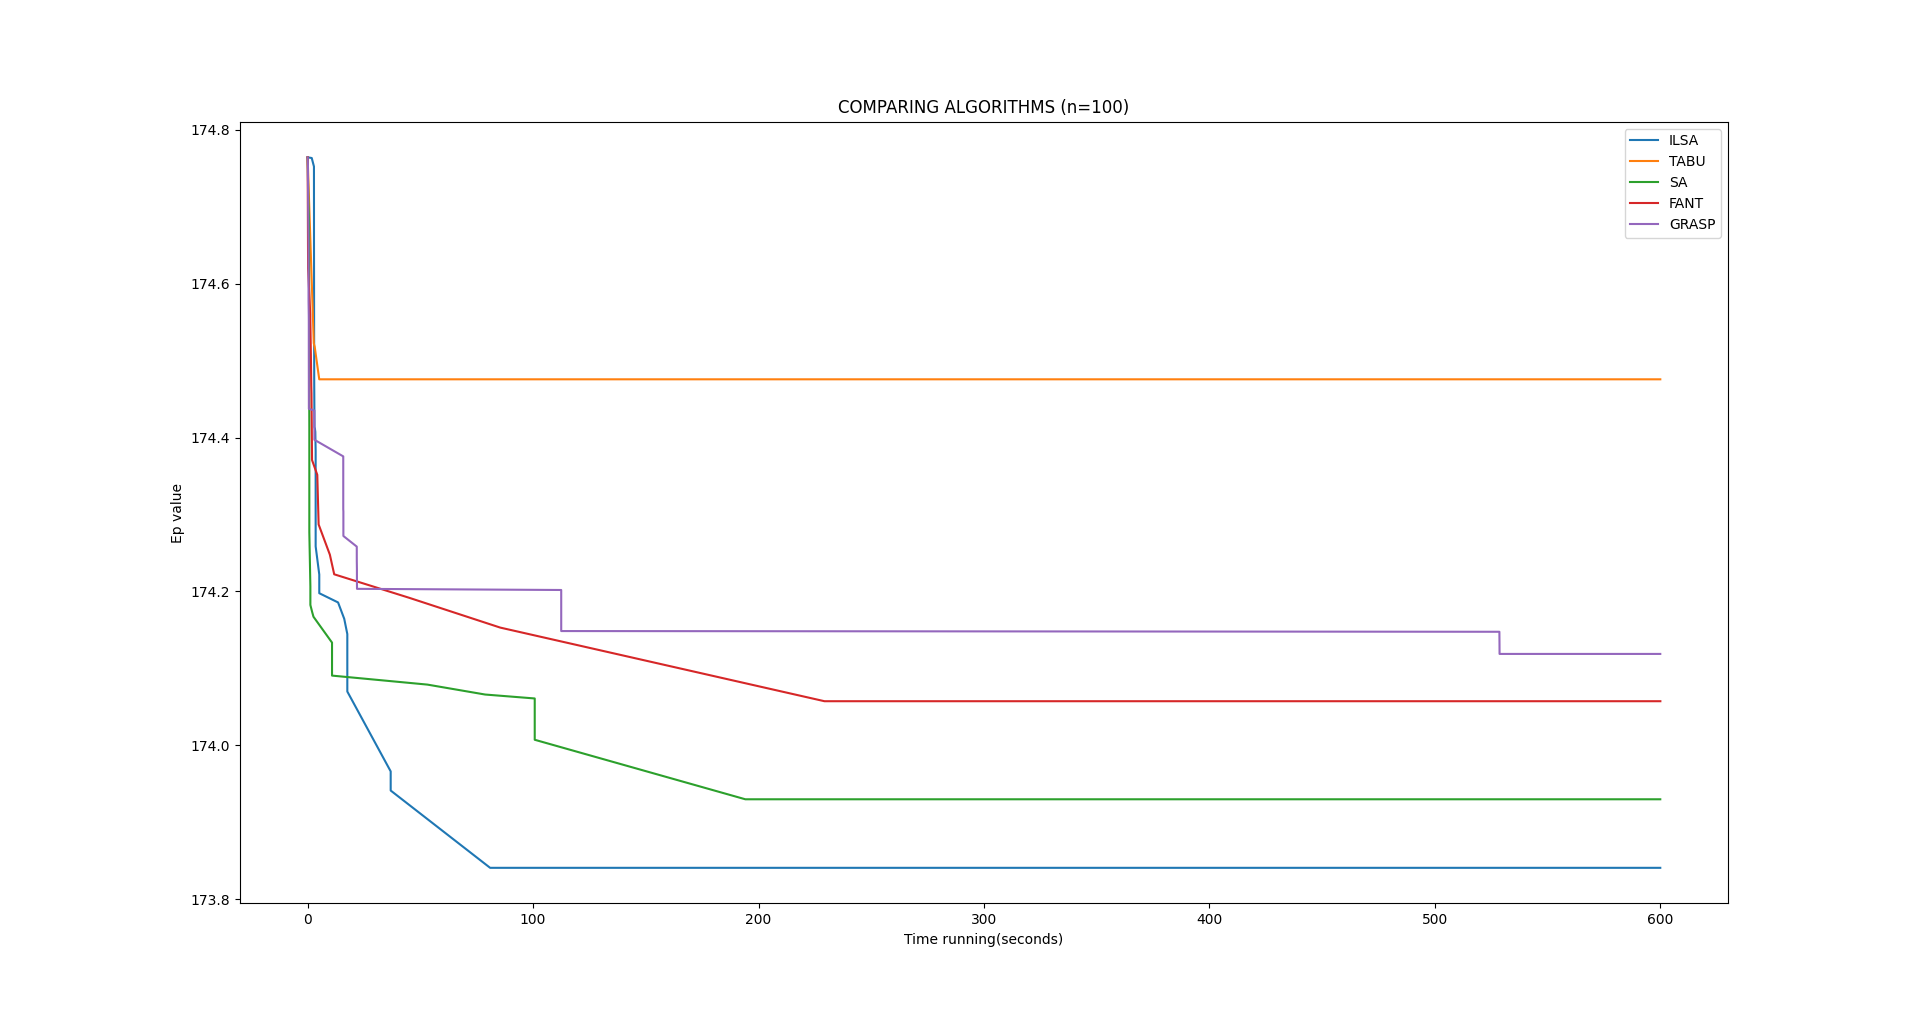 COMPARING ALGORITHMS (n=100)
174.8
174.6
174.4
174.2
174.0
173.8
Ep value
ILSA
TABU
SA
FANT
GRASP
0 100 200 300 400 500 600
Time running(seconds)